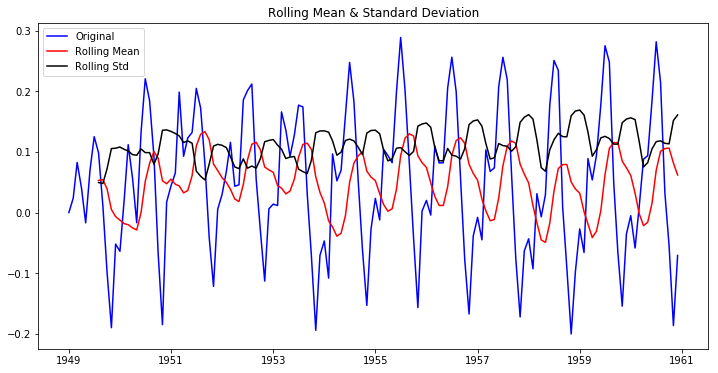 Rolling Mean & Standard Deviation
Original
Rolling Mean
Rolling Std
0.3
0.2
0.1
0.0
−0.1
−0.2
1949 1951 1953 1955 1957 1959 1961